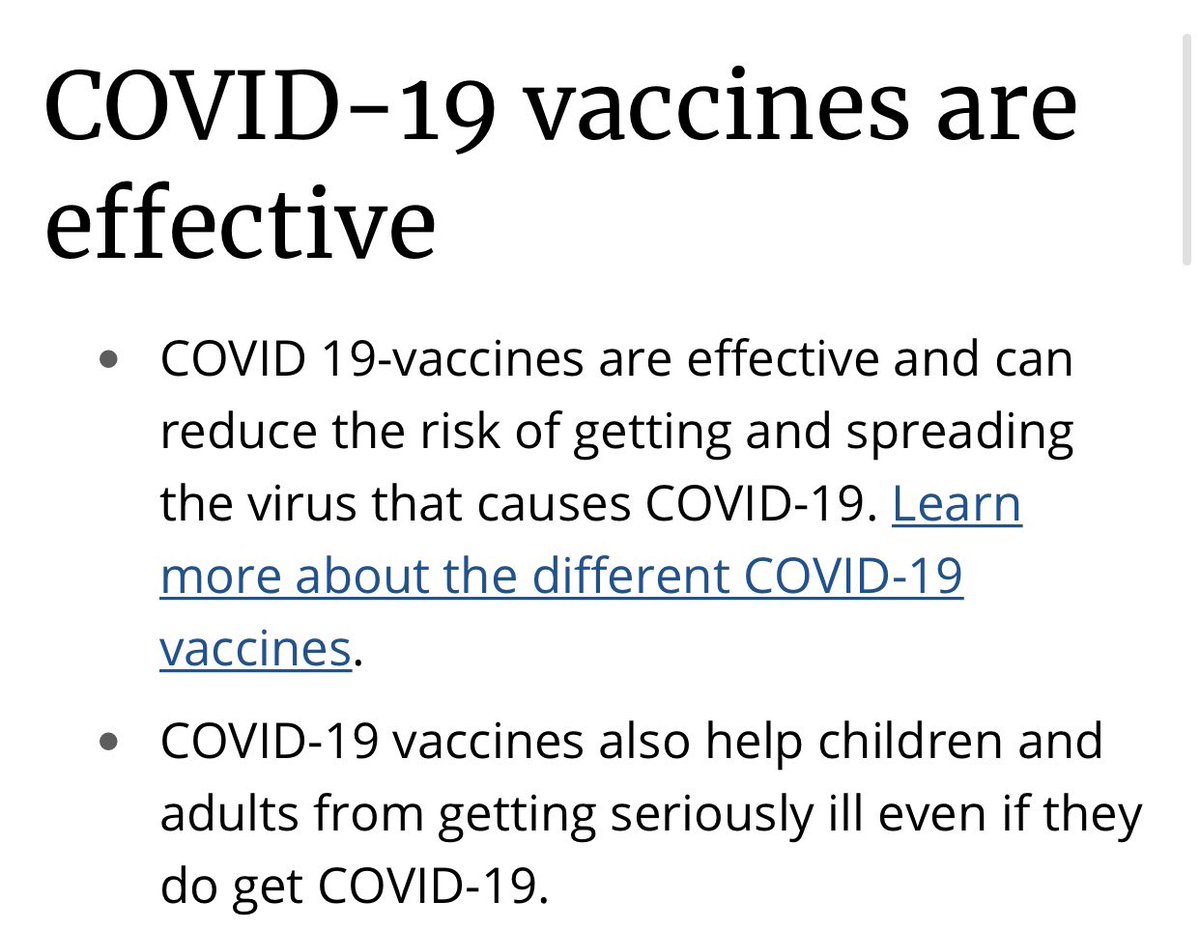 COVID-19 vaccines are
effective
COVID 19-vaccines are effective and can
reduce the risk of getting and spreading
the virus that causes COVID-19. Learn
more about the different COVID-19
vaccines.
COVID-19 vaccines also help children and
adults from getting seriously ill even if they
do get COVID-19.